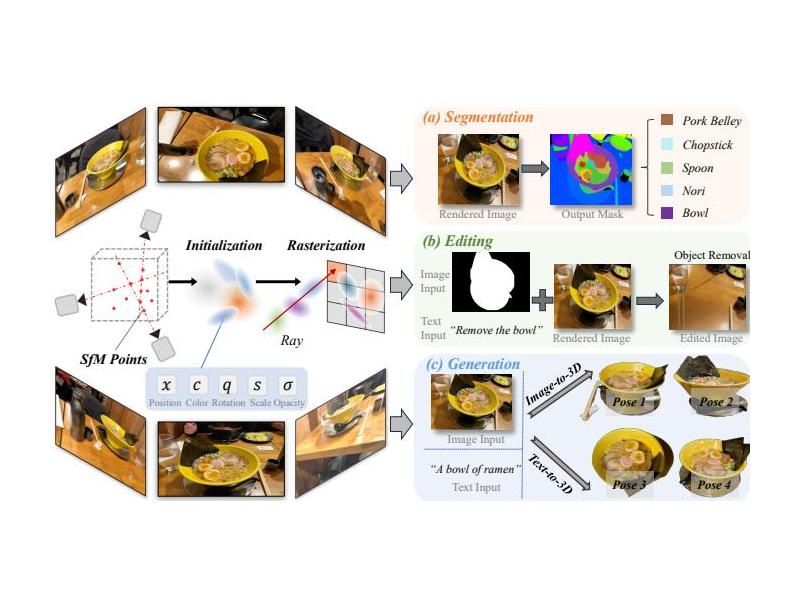 Initialization
Rasterization
SfM Points
Ray
x c q s σ
Position Color Rotation Scale Opacity
(a) Segmentation
Rendered Image
Output Mask
Pork Belley
Chopstick
Spoon
Nori
Bowl
(b) Editing
Image
Input
Text
Input
“Remove the bowl”
Rendered Image
Object Removal
Edited Image
(c) Generation
Image Input
“A bowl of ramen”
Text Input
Image-to-3D
Text-to-3D
Pose 1
Pose 2
Pose 3
Pose 4